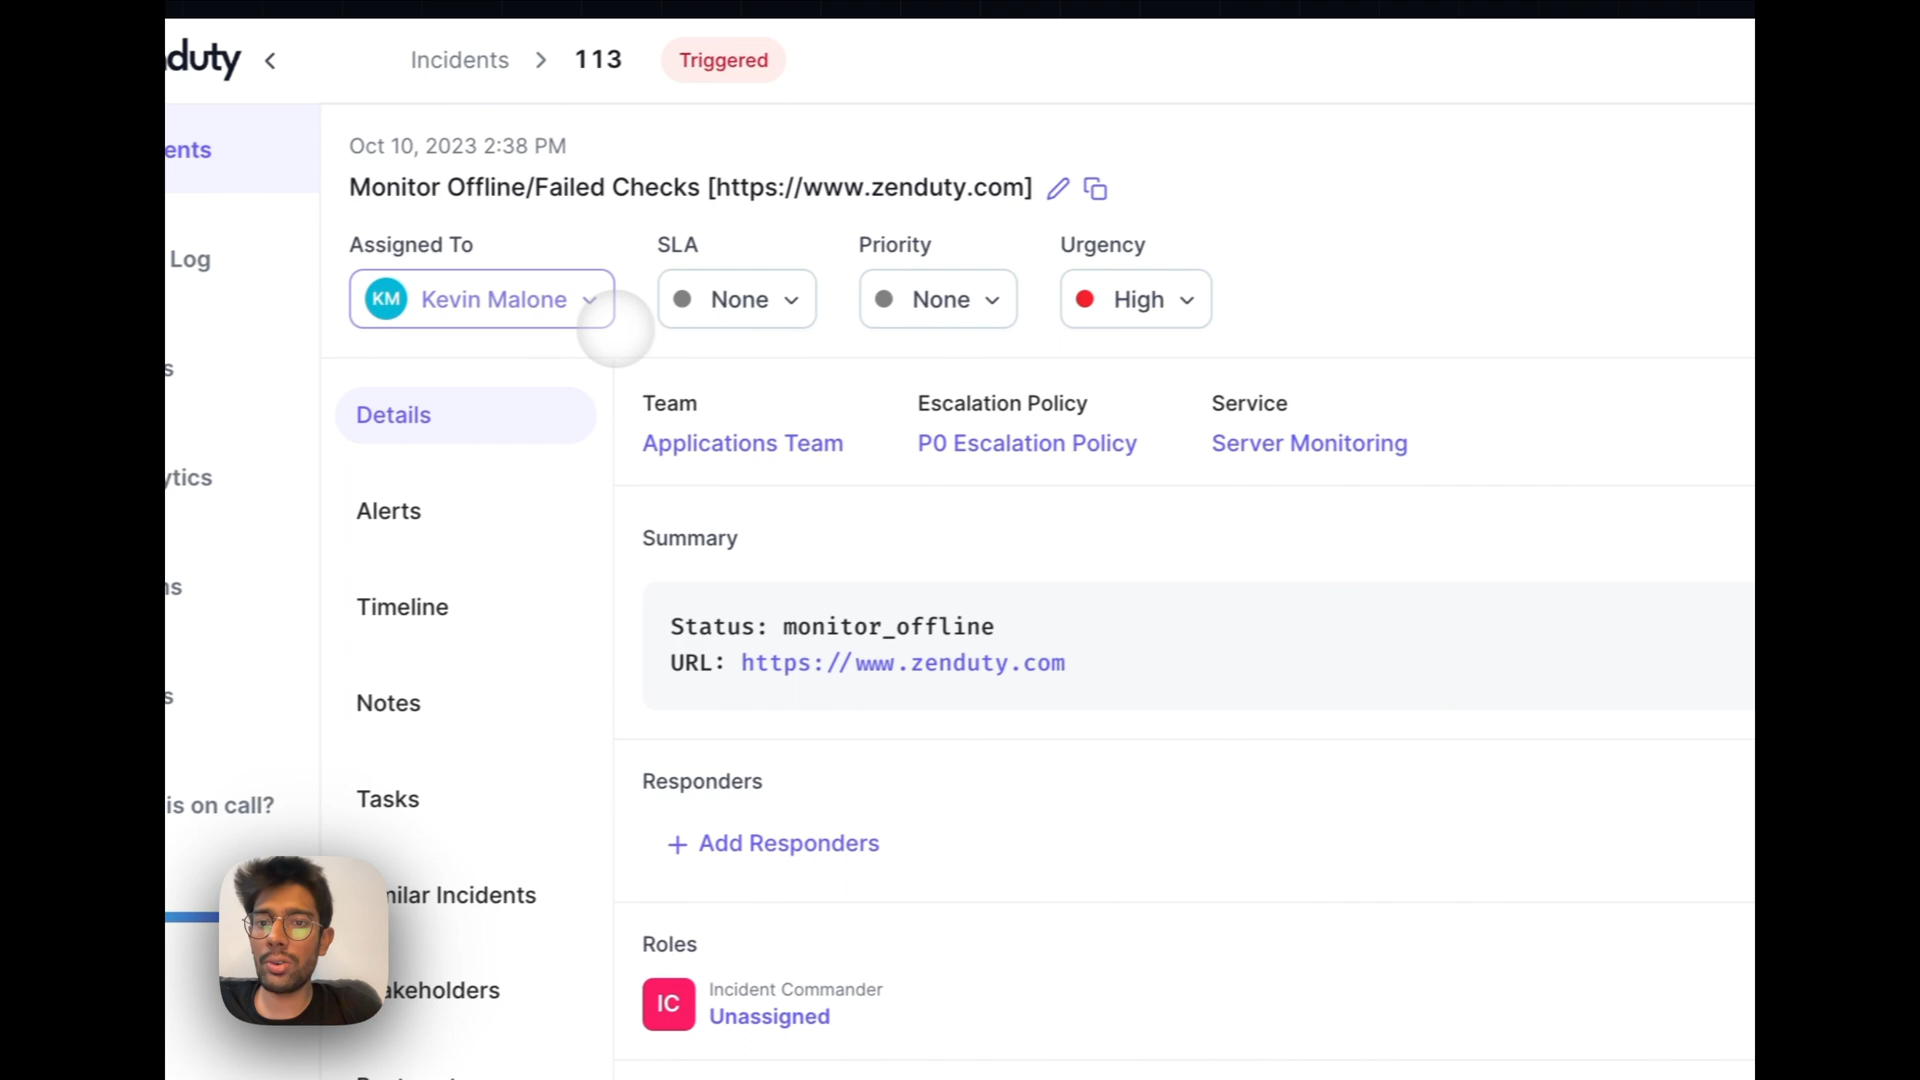 duty
Incidents > 113 Triggered
ents
Log
s
ytics
ns
s
is on call?
Oct 10, 2023 2:38 PM
Monitor Offline/Failed Checks [https://www.zenduty.com]
Assigned To SLA Priority Urgency
KM Kevin Malone None None High
Details
Alerts
Timeline
Notes
Tasks
milar Incidents
akeholders
Team Escalation Policy Service
Applications Team P0 Escalation Policy Server Monitoring
Summary
Status: monitor_offline
URL: https://www.zenduty.com
Responders
+ Add Responders
Roles
IC Incident Commander
Unassigned